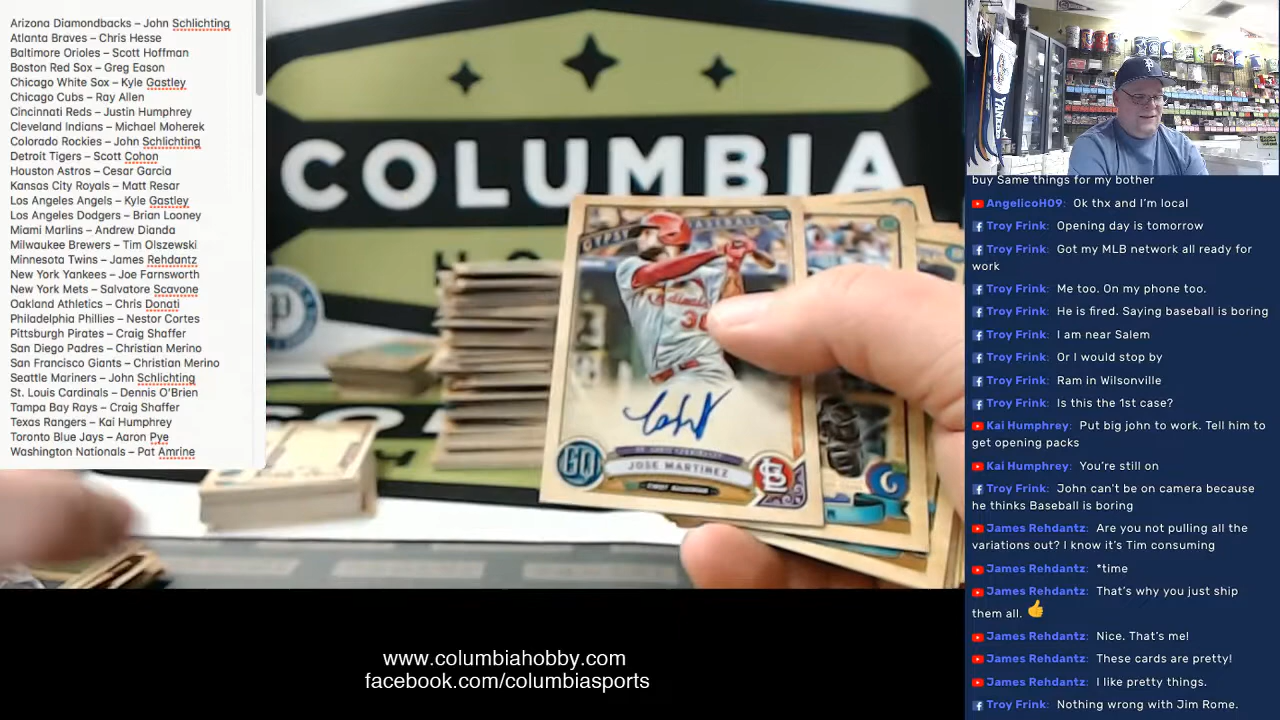 Arizona Diamondbacks – John Schlichting
Atlanta Braves – Chris Hesse
Baltimore Orioles – Scott Hoffman
Boston Red Sox – Greg Eason
Chicago White Sox – Kyle Gastley
Chicago Cubs – Ray Allen
Cincinnati Reds – Justin Humphrey
Cleveland Indians – Michael Moherek
Colorado Rockies – John Schlichting
Detroit Tigers – Scott Cohon
Houston Astros – Cesar Garcia
Kansas City Royals – Matt Resar
Los Angeles Angels – Kyle Gastley
Los Angeles Dodgers – Brian Looney
Miami Marlins – Andrew Dianda
Milwaukee Brewers – Tim Olszewski
Minnesota Twins – James Rehdantz
New York Yankees – Joe Farnsworth
New York Mets – Salvatore Scavone
Oakland Athletics – Chris Donati
Philadelphia Phillies – Nestor Cortes
Pittsburgh Pirates – Craig Shaffer
San Diego Padres – Christian Merino
San Francisco Giants – Christian Merino
Seattle Mariners – John Schlichting
St. Louis Cardinals – Dennis O'Brien
Tampa Bay Rays – Craig Shaffer
Texas Rangers – Kai Humphrey
Toronto Blue Jays – Aaron Pye
Washington Nationals – Pat Amrine
COLUMBIA
GYPSY BASEBALL
Cardinals
GQ
JOSE MARTINEZ
www.columbiahobby.com
facebook.com/columbiasports
buy Same things for my bother
AngelicoH09: Ok thx and I'm local
Troy Frink: Opening day is tomorrow
Troy Frink: Got my MLB network all ready for
work
Troy Frink: Me too. On my phone too.
Troy Frink: He is fired. Saying baseball is boring
Troy Frink: I am near Salem
Troy Frink: Or I would stop by
Troy Frink: Ram in Wilsonville
Troy Frink: Is this the 1st case?
Kai Humphrey: Put big john to work. Tell him to
get opening packs
Kai Humphrey: You're still on
Troy Frink: John can't be on camera because
he thinks Baseball is boring
James Rehdantz: Are you not pulling all the
variations out? I know it's Tim consuming
James Rehdantz: *time
James Rehdantz: That's why you just ship
them all. 👍
James Rehdantz: Nice. That's me!
James Rehdantz: These cards are pretty!
James Rehdantz: I like pretty things.
Troy Frink: Nothing wrong with Jim Rome.